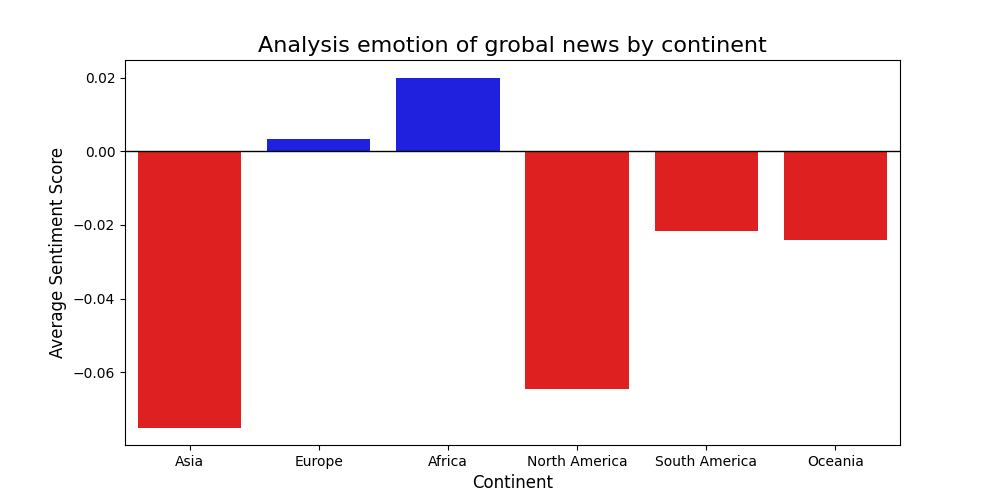 Analysis emotion of grobal news by continent
Average Sentiment Score
0.02
0.00
−0.02
−0.04
−0.06
Asia Europe Africa North America South America Oceania
Continent